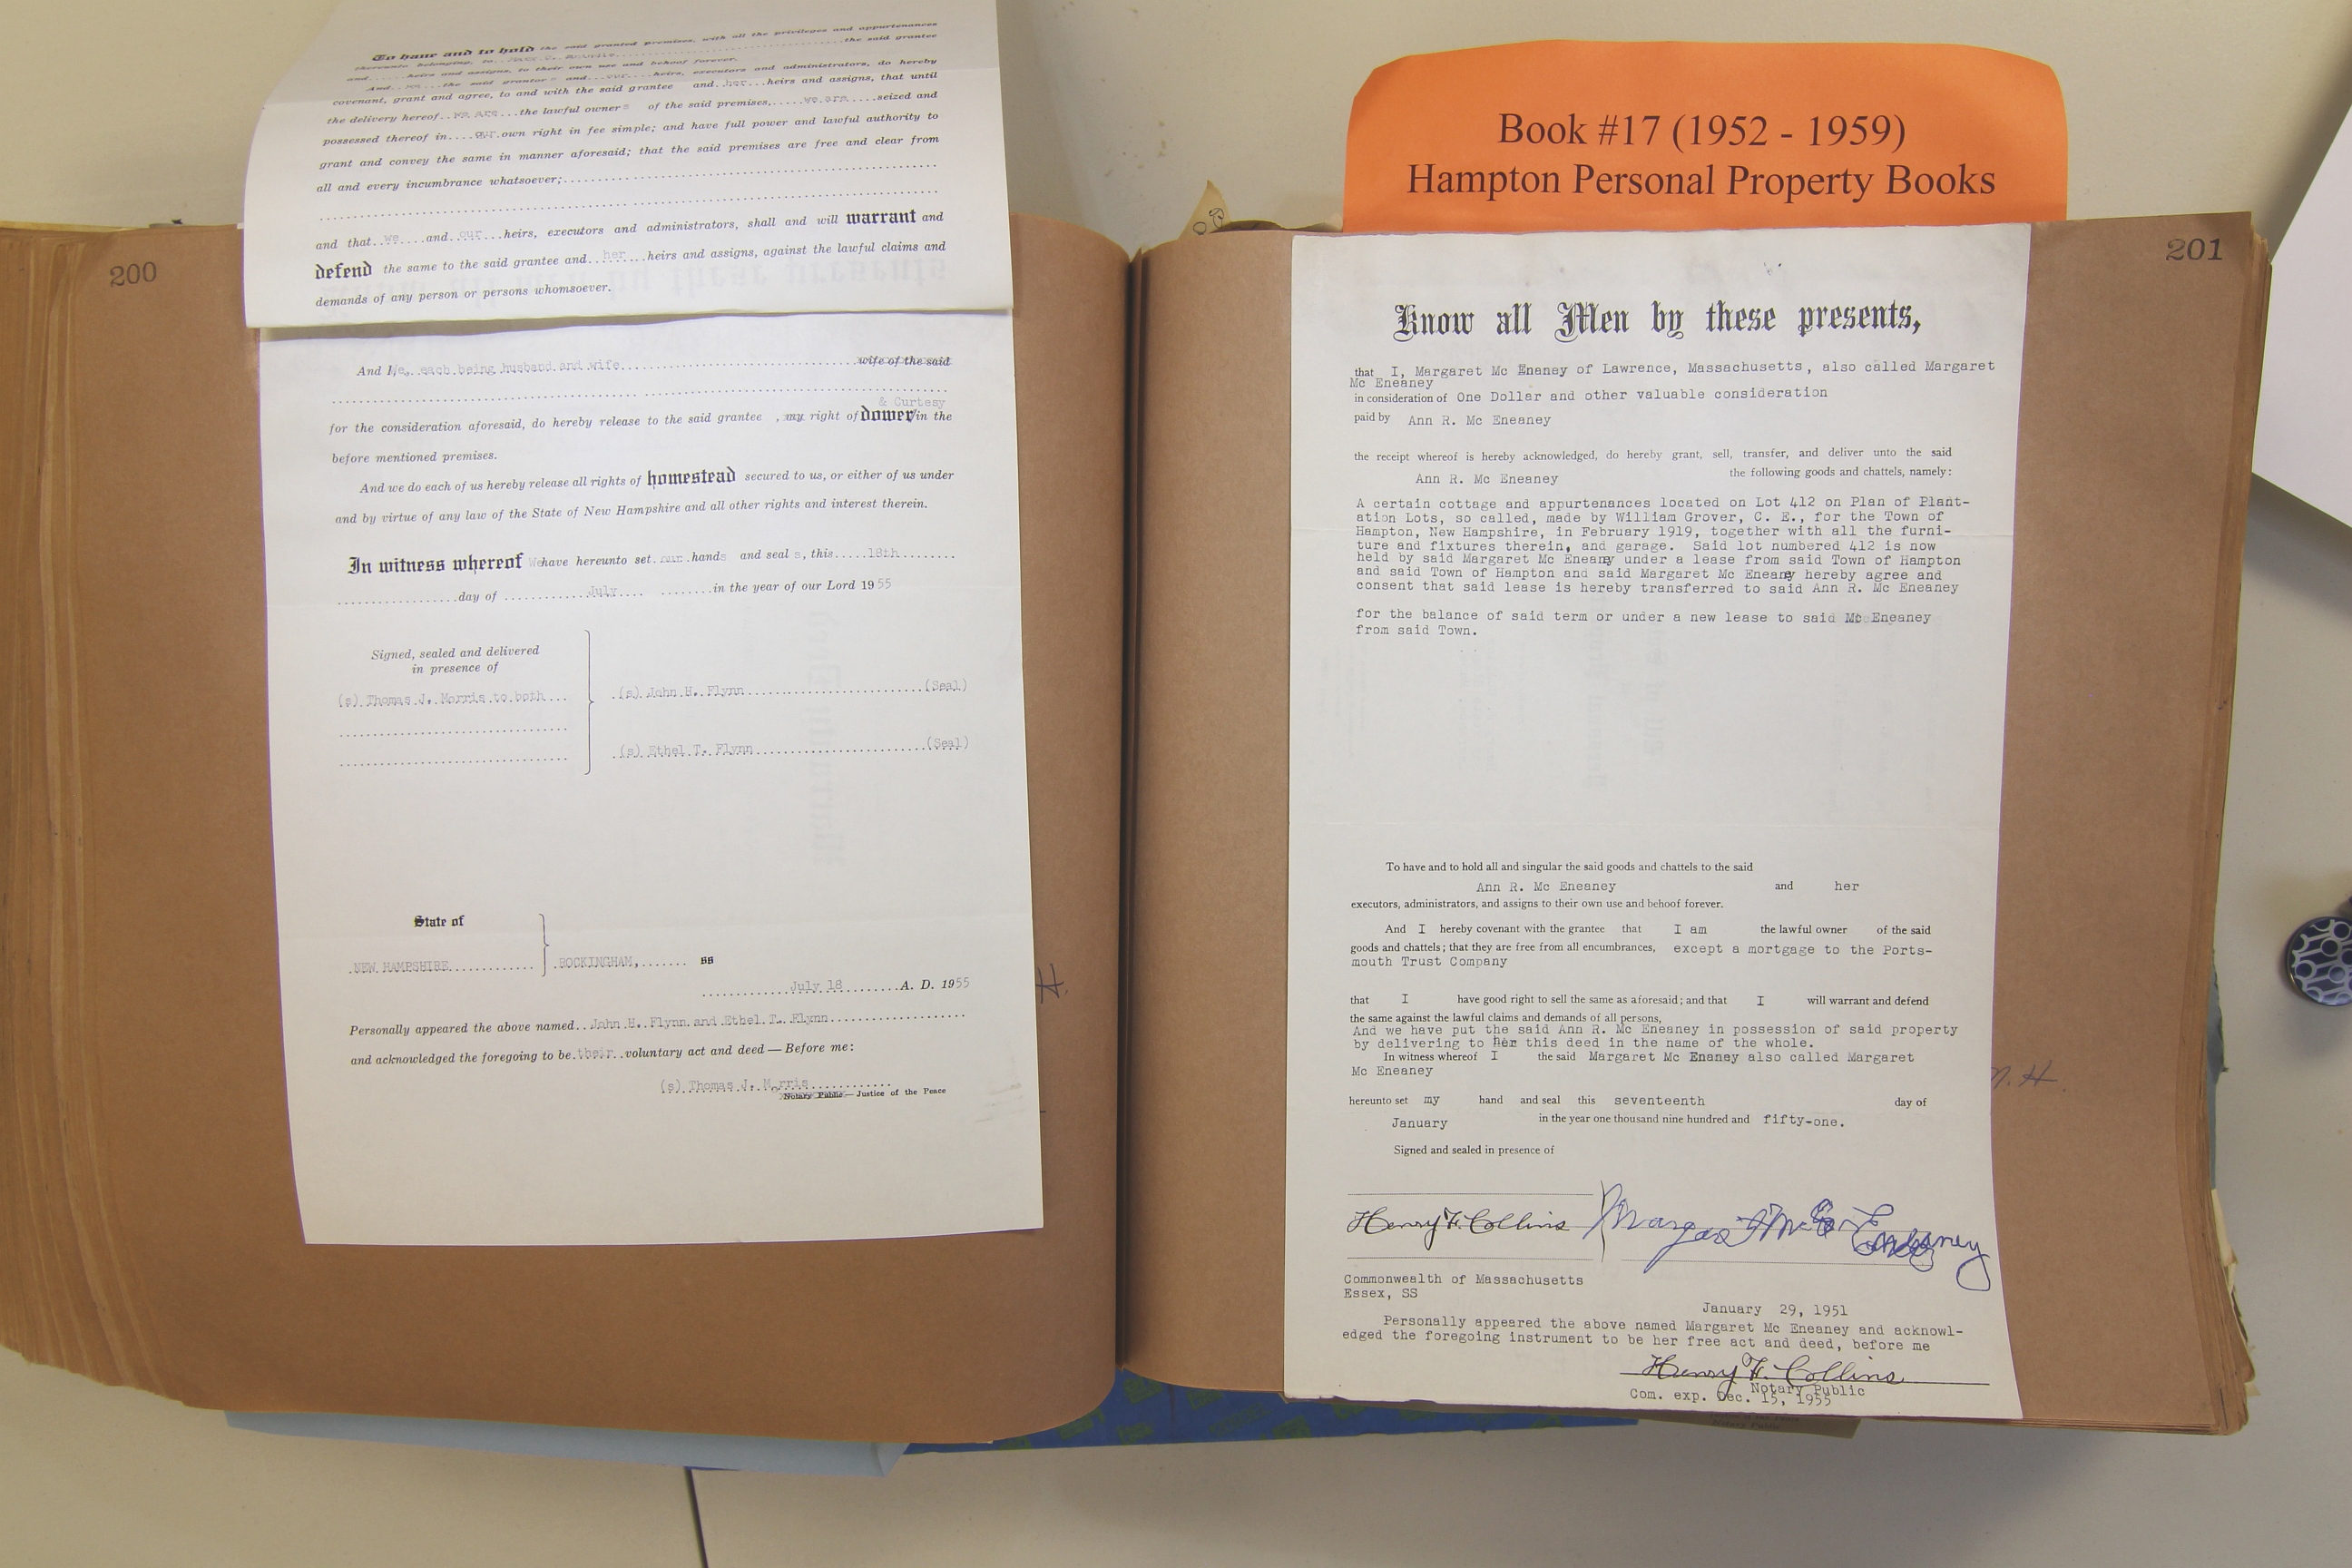 Book #17 (1952 - 1959)
Hampton Personal Property Books
200
To have and to hold the said granted premises, with all the privileges and appurtenances
thereunto belonging, to the said grantee
and heirs and assigns, to their own use and behoof forever.
And we the said grantors and our heirs, executors and administrators, do hereby
covenant, grant and agree, to and with the said grantee and her heirs and assigns, that until
the delivery hereof we are the lawful owners of the said premises, we are seized and
possessed thereof in our own right in fee simple; and have full power and lawful authority to
grant and convey the same in manner aforesaid; that the said premises are free and clear from
all and every incumbrance whatsoever;
and that we and our heirs, executors and administrators, shall and will warrant and
defend the same to the said grantee and her heirs and assigns, against the lawful claims and
demands of any person or persons whomsoever.
And I, We, each being husband and wife wife of the said
& Curtesy
for the consideration aforesaid, do hereby release to the said grantee , my right of dower/in the
before mentioned premises.
And we do each of us hereby release all rights of homestead secured to us, or either of us under
and by virtue of any law of the State of New Hampshire and all other rights and interest therein.
In witness whereof We have hereunto set our hands and seals, this 18th
day of July in the year of our Lord 1955
Signed, sealed and delivered
in presence of
(s) Thomas J. Morris to both
(s) John H. Flynn (Seal)
(s) Ethel T. Flynn (Seal)
State of
NEW HAMPSHIRE ROCKINGHAM, ss
July 18 A. D. 1955
Personally appeared the above named John H. Flynn and Ethel T. Flynn
and acknowledged the foregoing to be their voluntary act and deed — Before me:
(s) Thomas J. Morris
Notary Public — Justice of the Peace
H.
201
Know all Men by these presents,
that I, Margaret Mc Enaney of Lawrence, Massachusetts, also called Margaret
Mc Eneaney
in consideration of One Dollar and other valuable consideration
paid by Ann R. Mc Eneaney
the receipt whereof is hereby acknowledged, do hereby grant, sell, transfer, and deliver unto the said
Ann R. Mc Eneaney the following goods and chattels, namely:
A certain cottage and appurtenances located on Lot 412 on Plan of Plant-
ation Lots, so called, made by William Grover, C. E., for the Town of
Hampton, New Hampshire, in February 1919, together with all the furni-
ture and fixtures therein, and garage. Said lot numbered 412 is now
held by said Margaret Mc Eneany under a lease from said Town of Hampton
and said Town of Hampton and said Margaret Mc Eneany hereby agree and
consent that said lease is hereby transferred to said Ann R. Mc Eneaney
for the balance of said term or under a new lease to said Mc Eneaney
from said Town.
To have and to hold all and singular the said goods and chattels to the said
Ann R. Mc Eneaney and her
executors, administrators, and assigns to their own use and behoof forever.
And I hereby covenant with the grantee that I am the lawful owner of the said
goods and chattels; that they are free from all encumbrances, except a mortgage to the Ports-
mouth Trust Company
that I have good right to sell the same as aforesaid; and that I will warrant and defend
the same against the lawful claims and demands of all persons,
And we have put the said Ann R. Mc Eneaney in possession of said property
by delivering to her this deed in the name of the whole.
In witness whereof I the said Margaret Mc Enaney also called Margaret
Mc Eneaney
hereunto set my hand and seal this seventeenth day of
January in the year one thousand nine hundred and fifty-one.
Signed and sealed in presence of
Henry F. Collins Margaret Mc Eneaney
Commonwealth of Massachusetts
Essex, SS
January 29, 1951
Personally appeared the above named Margaret Mc Eneaney and acknowl-
edged the foregoing instrument to be her free act and deed, before me
Henry F. Collins
Notary Public
Com. exp. Dec. 15, 1955
N. H.